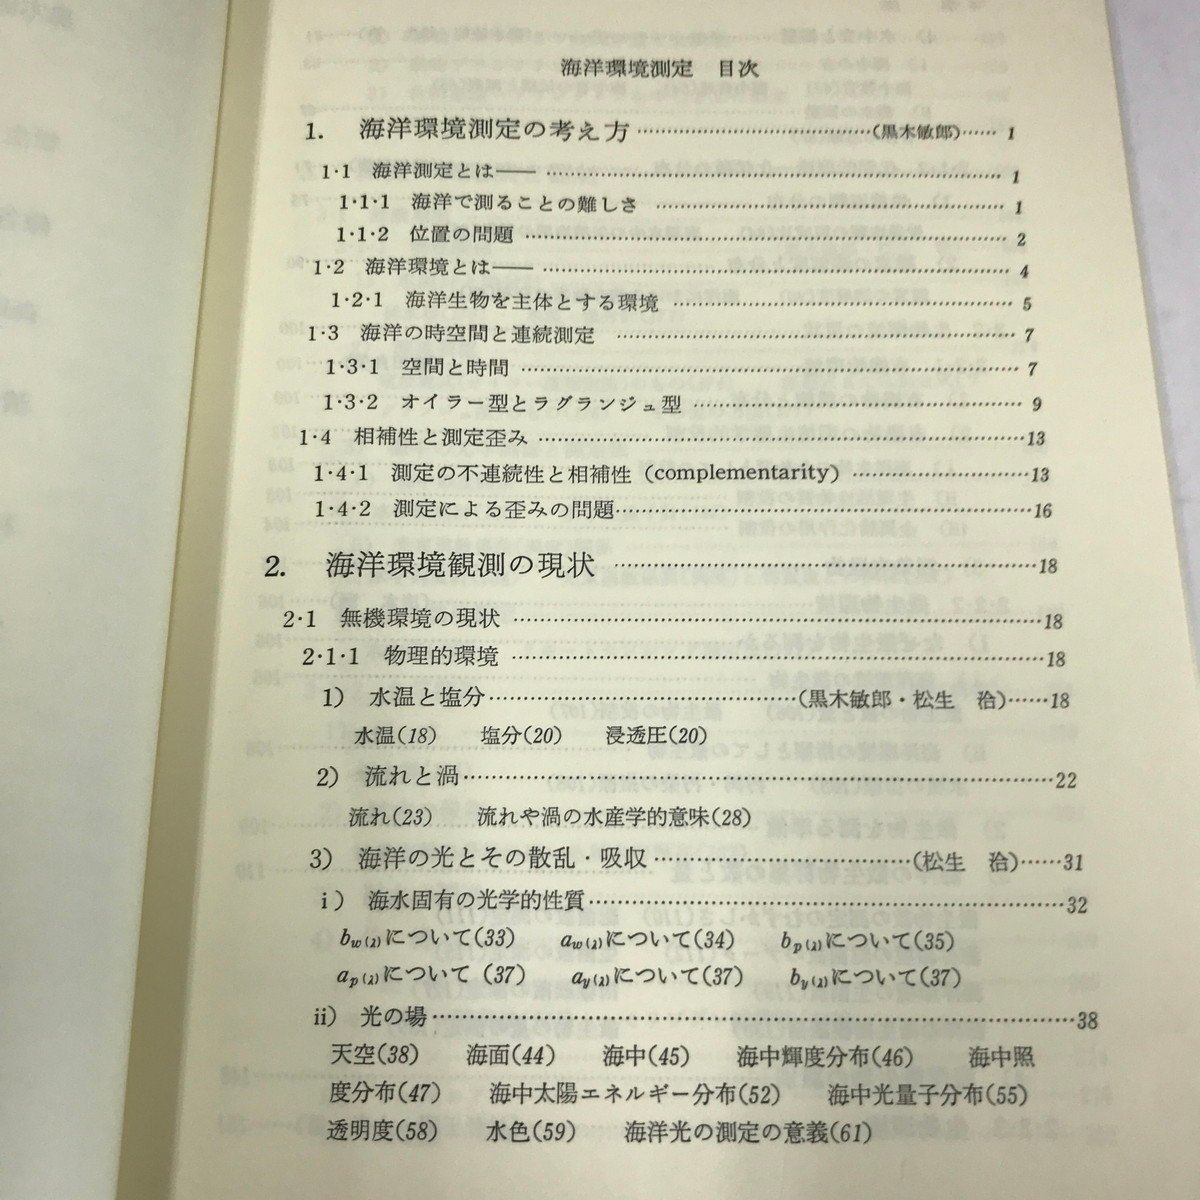 海洋環境測定　目次
1.　海洋環境測定の考え方……………………………(黒木敏郎)…… 1
1・1　海洋測定とは―― ……………………………………………… 1
1・1・1　海洋で測ることの難しさ …………………………………… 1
1・1・2　位置の問題 ………………………………………………… 2
1・2　海洋環境とは―― ……………………………………………… 4
1・2・1　海洋生物を主体とする環境 ……………………………… 5
1・3　海洋の時空間と連続測定 ……………………………………… 7
1・3・1　空間と時間 ………………………………………………… 7
1・3・2　オイラー型とラグランジュ型 …………………………… 9
1・4　相補性と測定歪み ………………………………………………13
1・4・1　測定の不連続性と相補性（complementarity）……………13
1・4・2　測定による歪みの問題……………………………………16
2.　海洋環境観測の現状 ……………………………………………18
2・1　無機環境の現状 …………………………………………………18
2・1・1　物理的環境 …………………………………………………18
1)　水温と塩分………………………………(黒木敏郎・松生　洽)……18
水温(18)　塩分(20)　浸透圧(20)
2)　流れと渦……………………………………………………………22
流れ(23)　流れや渦の水産学的意味(28)
3)　海洋の光とその散乱・吸収…………………………(松生　洽)……31
i)　海水固有の光学的性質……………………………………………32
bw(λ)について(33)　aw(λ)について(34)　bp(λ)について(35)
ap(λ)について (37)　ay(λ)について(37)　by(λ)について(37)
ii)　光の場………………………………………………………………38
天空(38)　海面(44)　海中(45)　海中輝度分布(46)　海中照
度分布(47)　海中太陽エネルギー分布(52)　海中光量子分布(55)
透明度(58)　水色(59)　海洋光の測定の意義(61)